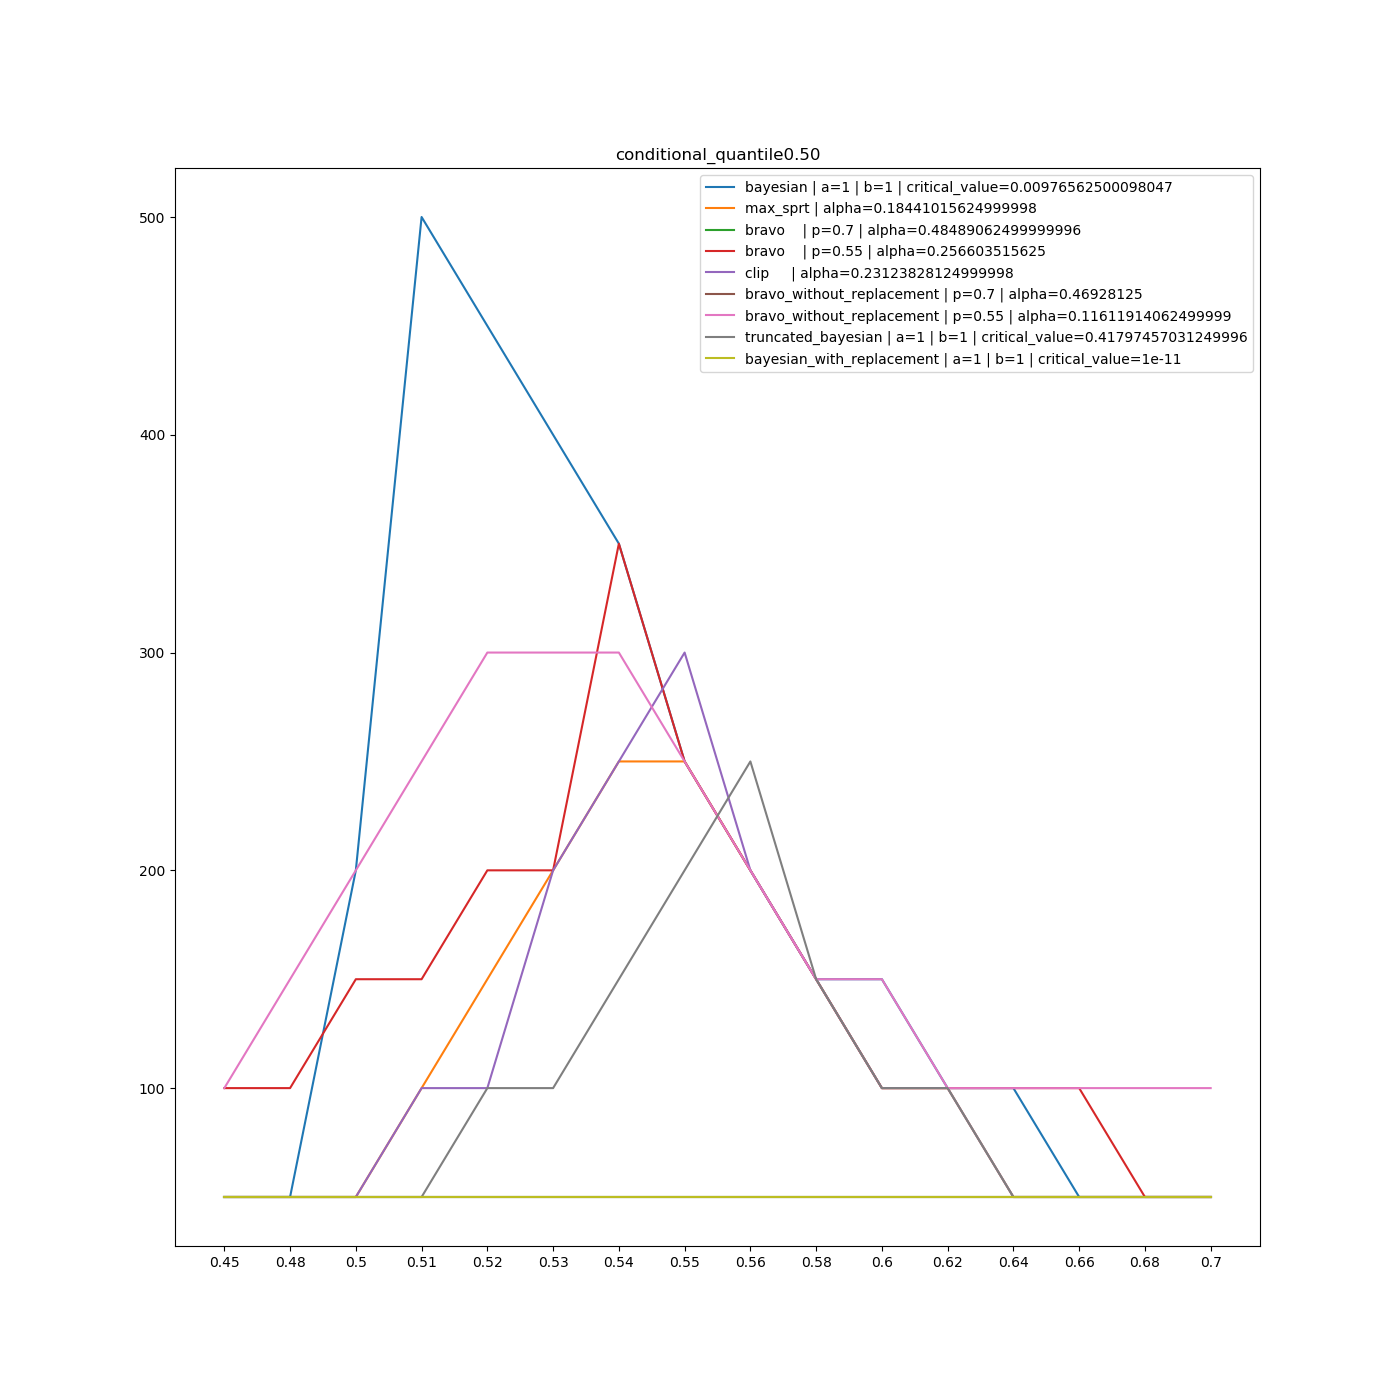 conditional_quantile0.50
bayesian | a=1 | b=1 | critical_value=0.00976562500098047
max_sprt | alpha=0.18441015624999998
bravo    | p=0.7 | alpha=0.48489062499999996
bravo    | p=0.55 | alpha=0.256603515625
clip     | alpha=0.23123828124999998
bravo_without_replacement | p=0.7 | alpha=0.46928125
bravo_without_replacement | p=0.55 | alpha=0.11611914062499999
truncated_bayesian | a=1 | b=1 | critical_value=0.41797457031249996
bayesian_with_replacement | a=1 | b=1 | critical_value=1e-11
500
400
300
200
100
0.45 0.48 0.5 0.51 0.52 0.53 0.54 0.55 0.56 0.58 0.6 0.62 0.64 0.66 0.68 0.7